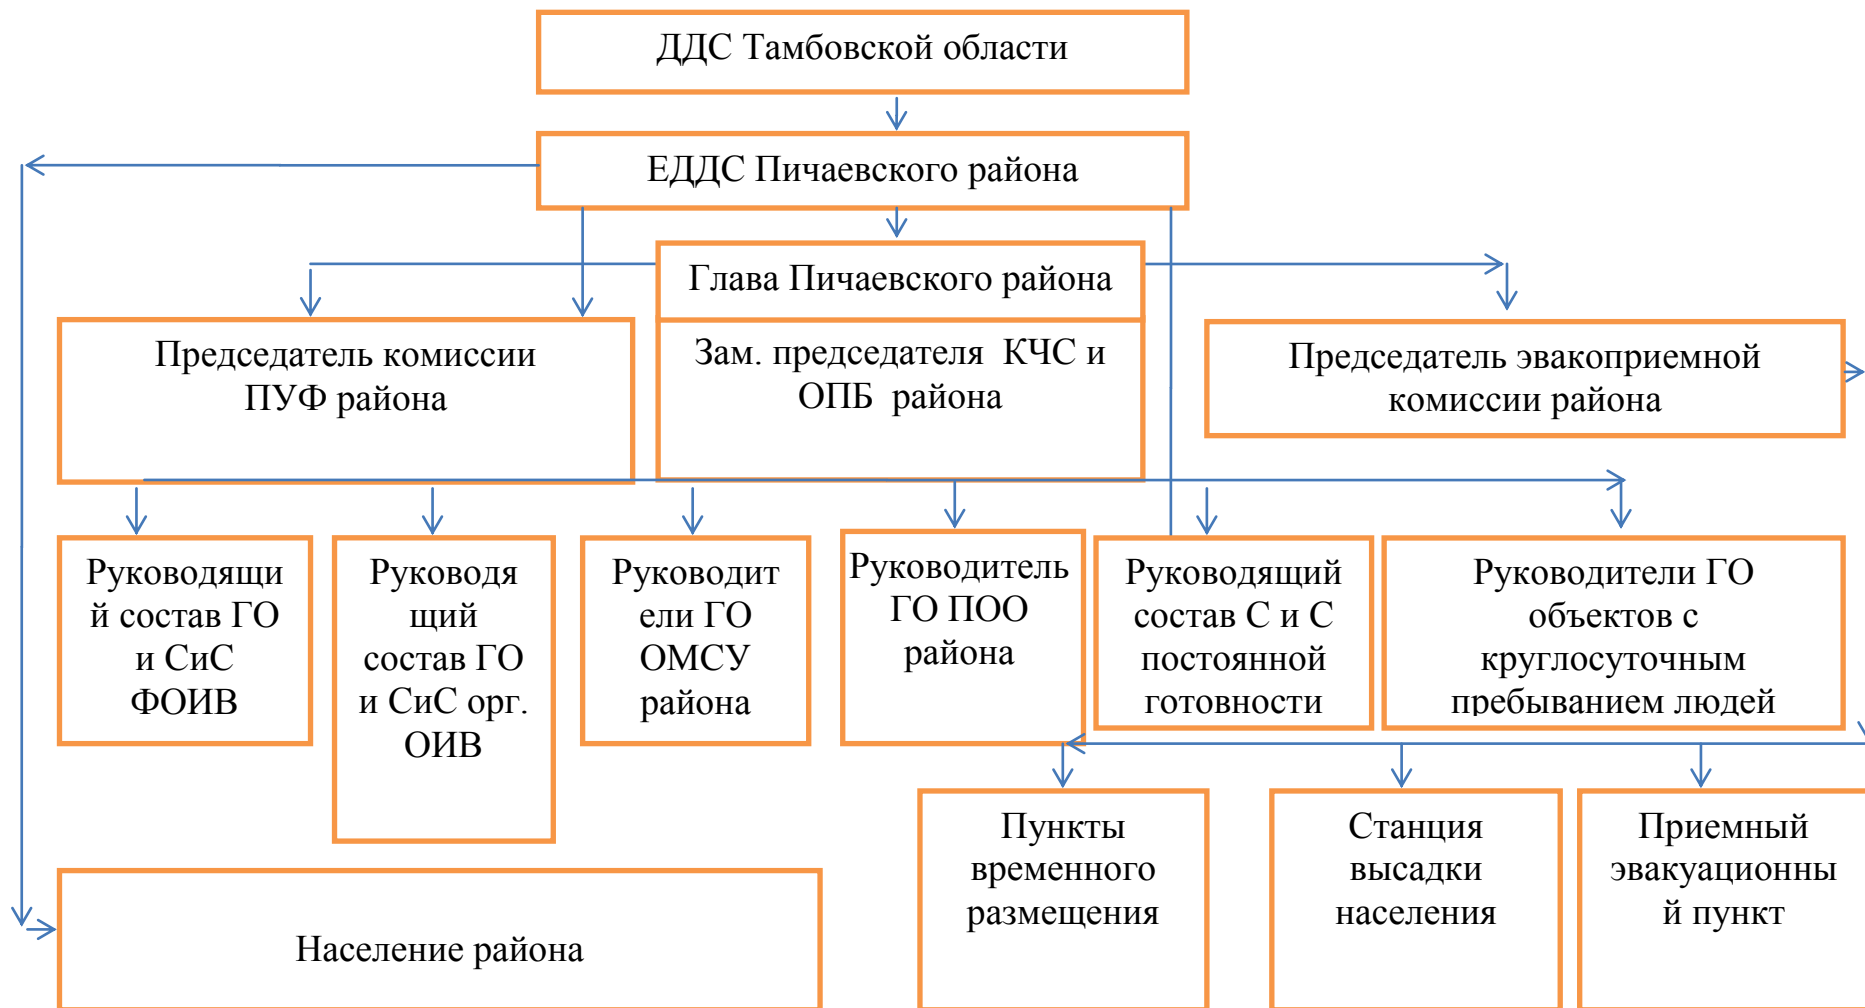 ДДС Тамбовской области
ЕДДС Пичаевского района
Глава Пичаевского района
Председатель комиссии
ПУФ района
Зам. председателя КЧС и
ОПБ района
Председатель эвакоприемной
комиссии района
Руководящи
й состав ГО
и СиС
ФОИВ
Руководя
щий
состав ГО
и СиС орг.
ОИВ
Руководит
ели ГО
ОМСУ
района
Руководитель
ГО ПОО
района
Руководящий
состав С и С
постоянной
готовности
Руководители ГО
объектов с
круглосуточным
пребыванием людей
Пункты
временного
размещения
Станция
высадки
населения
Приемный
эвакуационны
й пункт
Население района